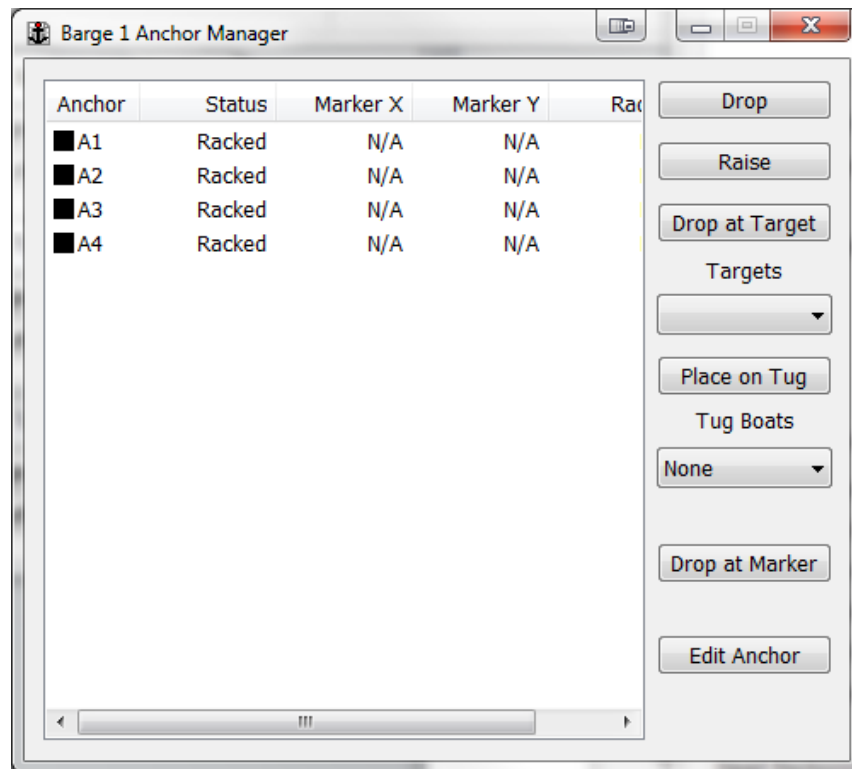 Barge 1 Anchor Manager
Anchor Status Marker X Marker Y
A1 Racked N/A N/A
A2 Racked N/A N/A
A3 Racked N/A N/A
A4 Racked N/A N/A
Drop
Raise
Drop at Target
Targets
Place on Tug
Tug Boats
None
Drop at Marker
Edit Anchor